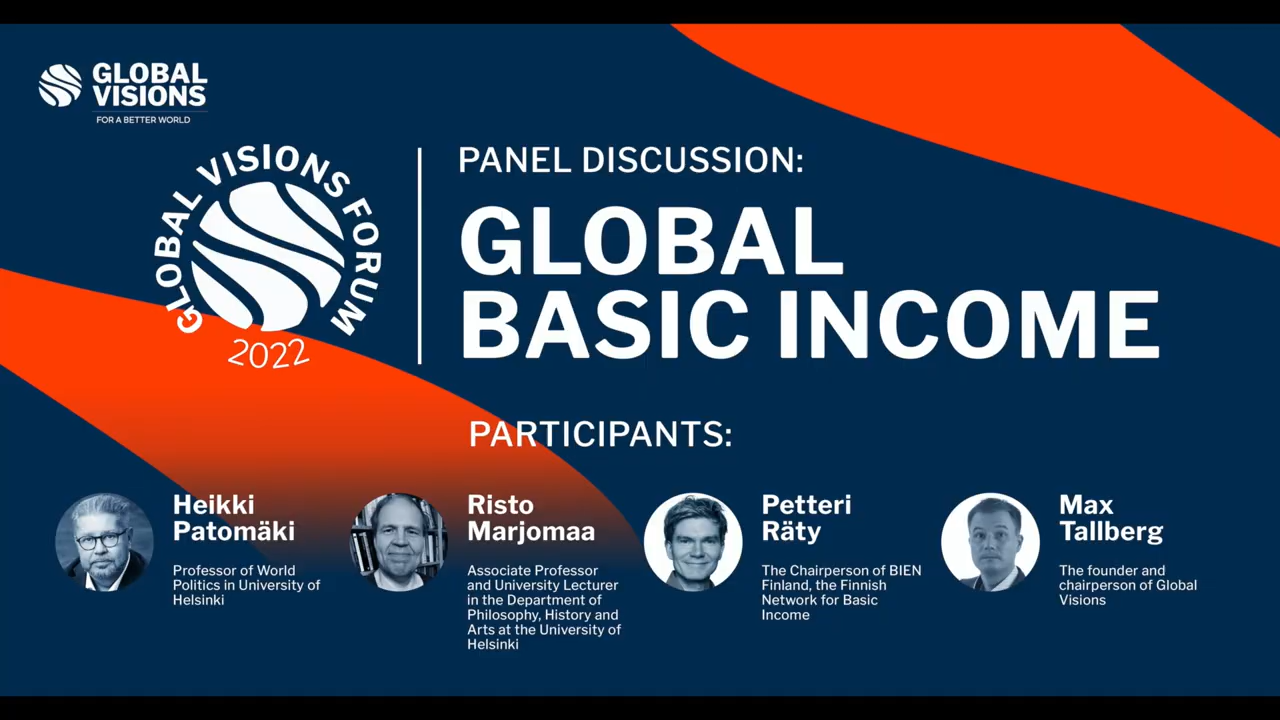 GLOBAL
VISIONS
FOR A BETTER WORLD
GLOBAL VISIONS FORUM
2022
PANEL DISCUSSION:
GLOBAL
BASIC INCOME
PARTICIPANTS:
Heikki
Patomäki
Professor of World
Politics in University of
Helsinki
Risto
Marjomaa
Associate Professor
and University Lecturer
in the Department of
Philosophy, History and
Arts at the University of
Helsinki
Petteri
Räty
The Chairperson of BIEN
Finland, the Finnish
Network for Basic
Income
Max
Tallberg
The founder and
chairperson of Global
Visions